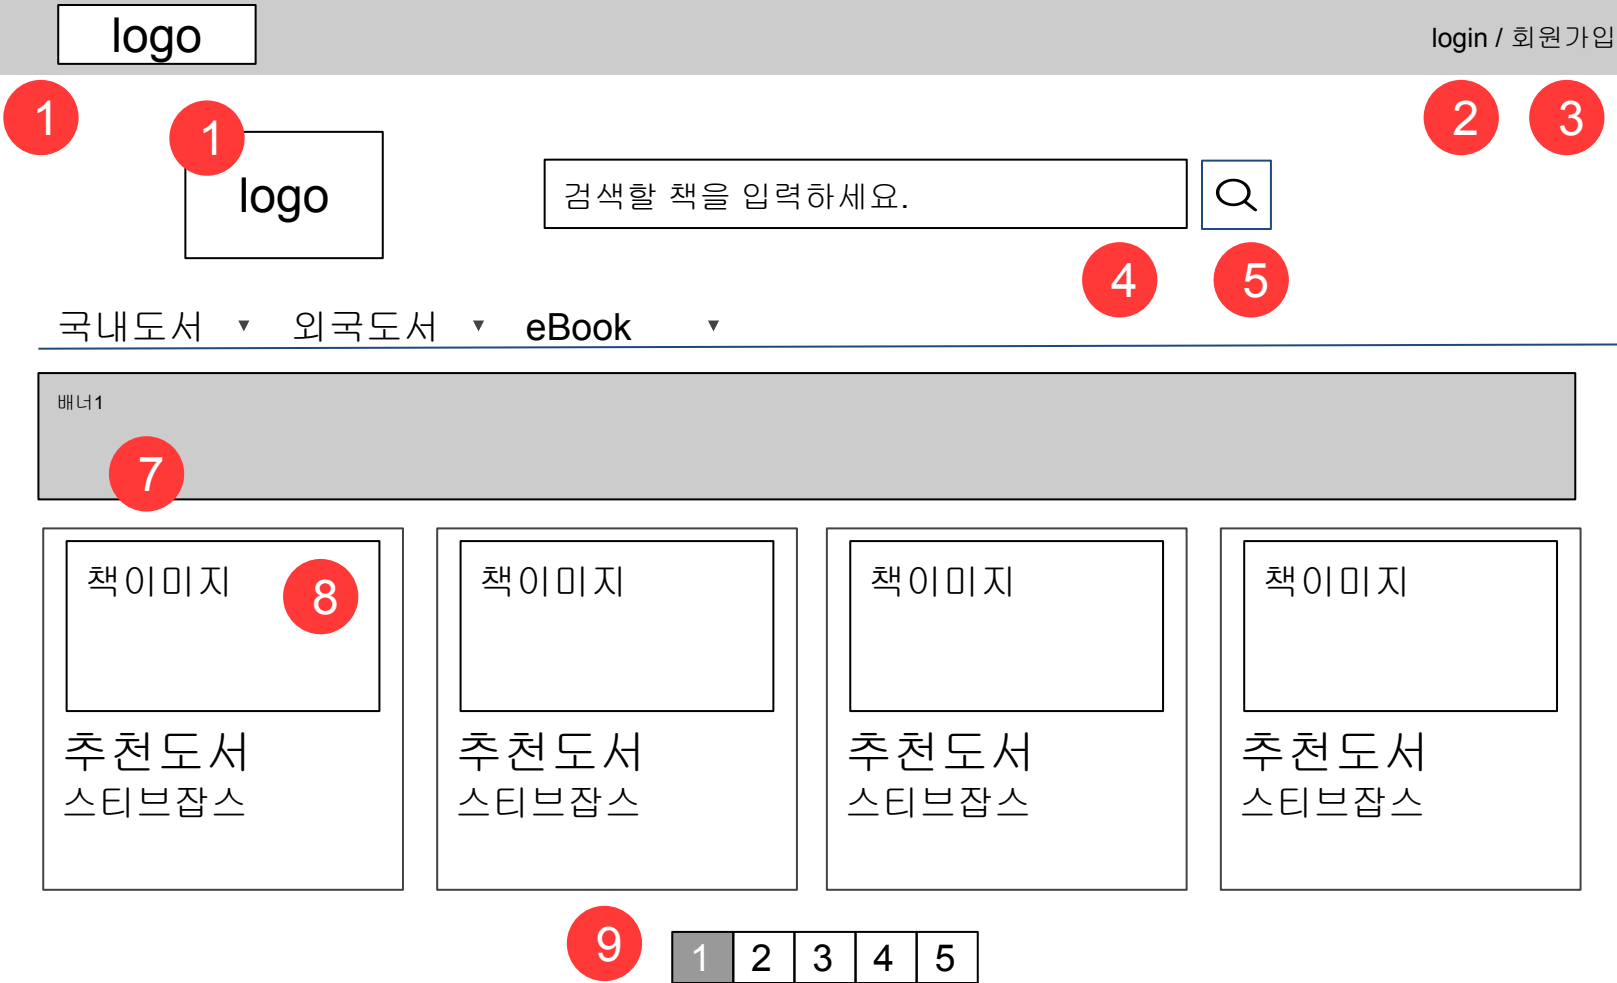 logo
login / 회원가입
1
1
2
3
logo
검색할 책을 입력하세요.
4
5
국내도서 ▼ 외국도서 ▼ eBook ▼
배너1
7
책이미지
8
책이미지
책이미지
책이미지
추천도서
스티브잡스
추천도서
스티브잡스
추천도서
스티브잡스
추천도서
스티브잡스
9
1 2 3 4 5